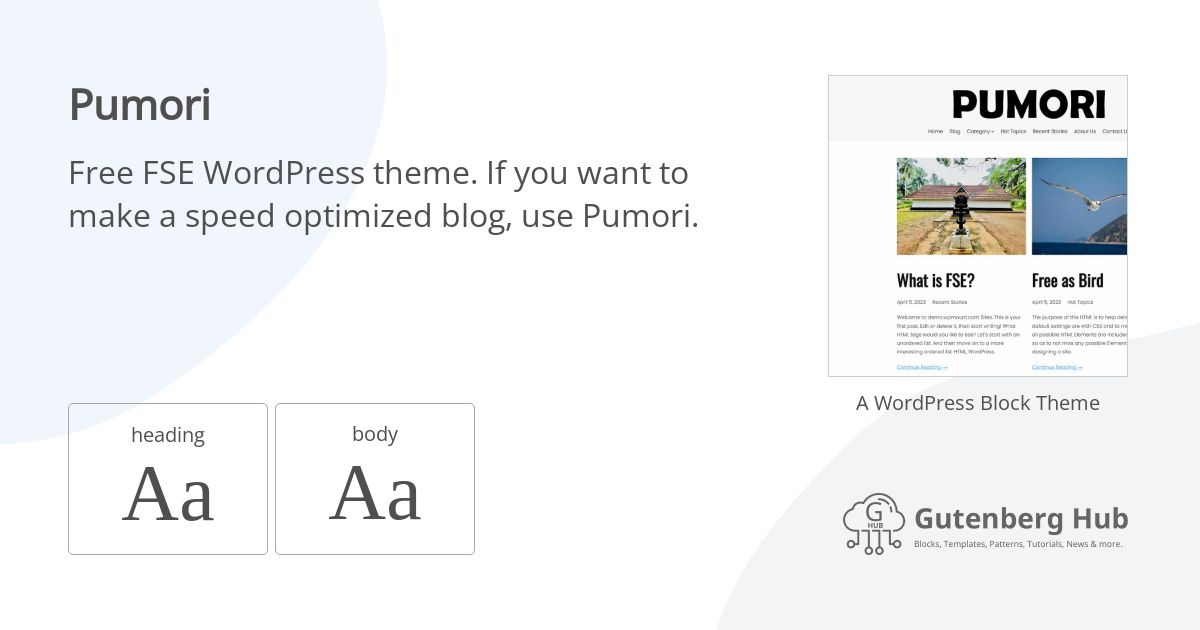 Pumori
Free FSE WordPress theme. If you want to
make a speed optimized blog, use Pumori.
heading
Aa
body
Aa
PUMORI
Home Blog Category Hot Topics Recent Stories About Us Contact U
What is FSE?
April 5, 2023 Recent Stories
Welcome to demo.wpmount.com Sites. This is your
first post. Edit or delete it, then start writing! What
HTML tags would you like to use? Let's start with an
unordered list: And then move on to a more
interesting ordered list: HTML, WordPress
Continue Reading →
Free as Bird
April 5, 2023 Hot Topics
The purpose of this HTML is to help
default settings are with CSS and to
all possible HTML Elements are included
so as to not miss any possible Element
designing a site.
Continue Reading →
A WordPress Block Theme
G
HUB
Gutenberg Hub
Blocks, Templates, Patterns, Tutorials, News & more.